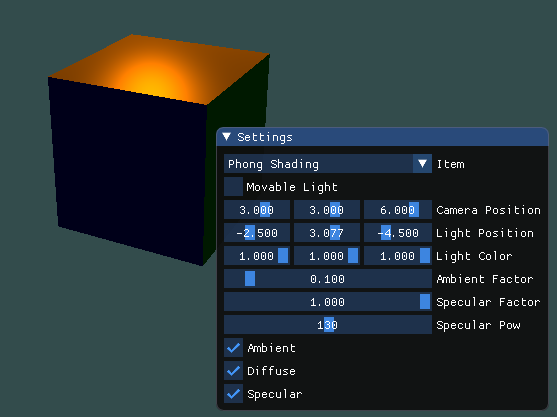 Settings
Phong Shading Item
Movable Light
3.000 3.000 6.000 Camera Position
-2.500 3.077 -4.500 Light Position
1.000 1.000 1.000 Light Color
0.100 Ambient Factor
1.000 Specular Factor
130 Specular Pow
Ambient
Diffuse
Specular